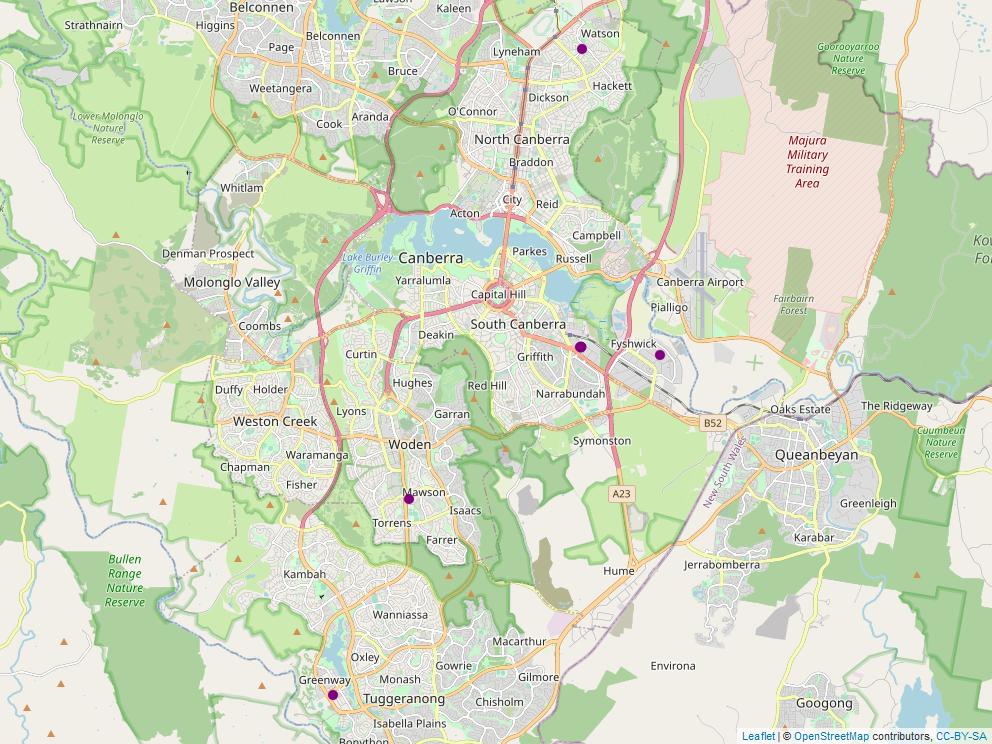 Belconnen
Lawson
Kaleen
Strathnairn
Higgins
Belconnen
Watson
Page
Lyneham
Goorooyarroo
Nature
Reserve
Bruce
Weetangera
Hackett
Dickson
Lower Molonglo
Nature
Reserve
O'Connor
Aranda
Cook
North Canberra
Majura
Military
Training
Area
Braddon
Whitlam
City
Reid
Acton
Campbell
Denman Prospect
Lake Burley
Griffin
Canberra
Parkes
Russell
Molonglo Valley
Yarralumla
Canberra Airport
Capital Hill
Pialligo
Fairbairn
Forest
Coombs
South Canberra
Deakin
Fyshwick
Curtin
Griffith
Hughes
Red Hill
Duffy
Holder
Narrabundah
Lyons
Garran
Oaks Estate
The Ridgeway
Weston Creek
B52
Woden
Symonston
Cuumbeun
Nature
Reserve
Waramanga
Queanbeyan
Chapman
New South Wales
Fisher
Mawson
A23
Isaacs
Greenleigh
Torrens
Farrer
Karabar
Bullen
Range
Nature
Reserve
Jerrabomberra
Hume
Kambah
Wanniassa
Macarthur
Oxley
Gowrie
Environa
Greenway
Monash
Gilmore
Tuggeranong
Chisholm
Googong
Isabella Plains
Bonython
Leaflet | © OpenStreetMap contributors, CC-BY-SA